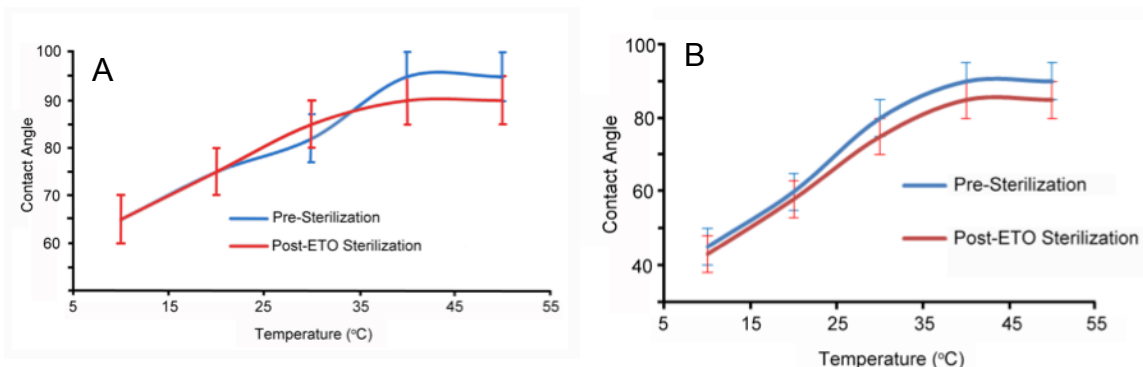 A
100
90
80
70
60
Contact Angle
Pre-Sterilization
Post-ETO Sterilization
5 15 25 35 45 55
Temperature (°C)
B
80
60
40
Contact Angle
Pre-Sterilization
Post-ETO Sterilization
5 15 25 35 45 55
Temperature (°C)